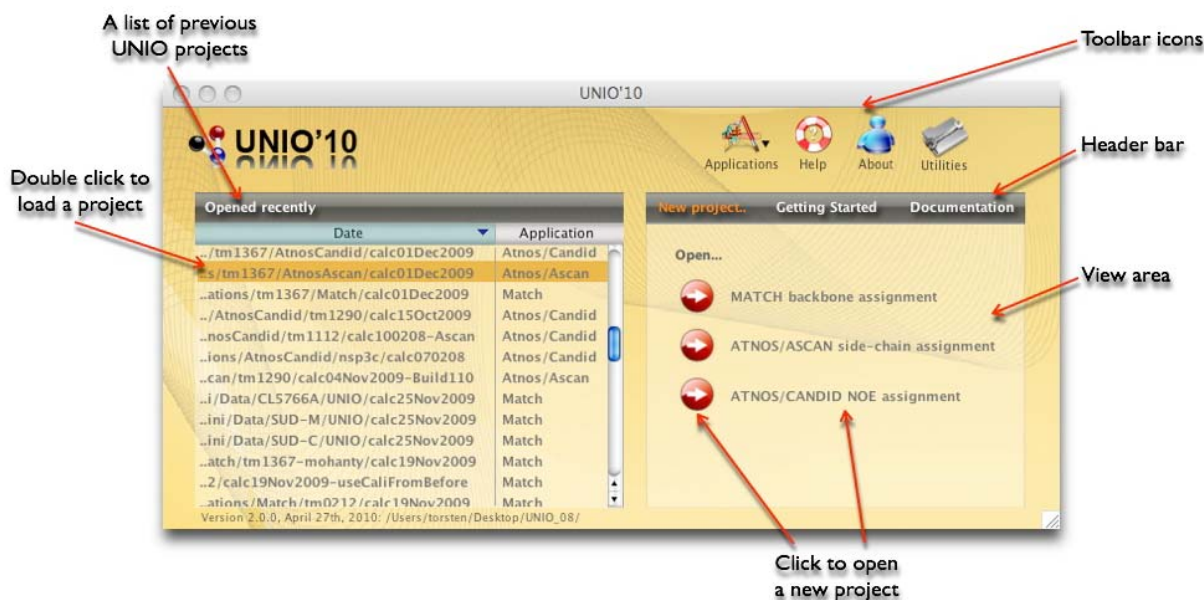 A list of previous
UNIO projects
Toolbar icons
UNIO'10
UNIO'10
Applications
Help
About
Utilities
Header bar
Double click to
load a project
Opened recently
New project..
Getting Started
Documentation
Date
Application
../tm1367/AtnosCandid/calc01Dec2009 Atnos/Candid
..s/tm1367/AtnosAscan/calc01Dec2009 Atnos/Ascan
..ations/tm1367/Match/calc01Dec2009 Match
../AtnosCandid/tm1290/calc15Oct2009 Atnos/Candid
..nosCandid/tm1112/calc100208-Ascan Atnos/Candid
..ions/AtnosCandid/nsp3c/calc070208 Atnos/Candid
..can/tm1290/calc04Nov2009-Build110 Atnos/Ascan
..i/Data/CL5766A/UNIO/calc25Nov2009 Match
..ini/Data/SUD-M/UNIO/calc25Nov2009 Match
..ini/Data/SUD-C/UNIO/calc25Nov2009 Match
..atch/tm1367-mohanty/calc19Nov2009 Match
..2/calc19Nov2009-useCaliFromBefore Match
..ations/Match/tm0212/calc19Nov2009 Match
Open...
MATCH backbone assignment
ATNOS/ASCAN side-chain assignment
ATNOS/CANDID NOE assignment
View area
Version 2.0.0, April 27th, 2010: /Users/torsten/Desktop/UNIO_08/
Click to open
a new project